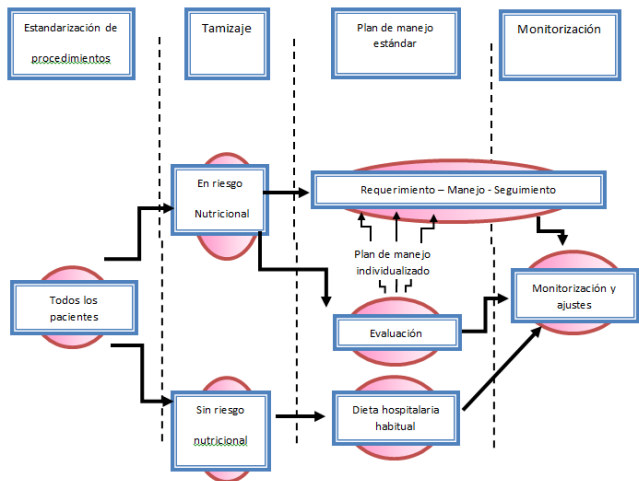 Estandarización de
procedimientos
Tamizaje
Plan de manejo
estándar
Monitorización
En riesgo
Nutricional
Requerimiento – Manejo - Seguimiento
Plan de manejo
individualizado
Todos los
pacientes
Monitorización y
ajustes
Evaluación
Sin riesgo
nutricional
Dieta hospitalaria
habitual